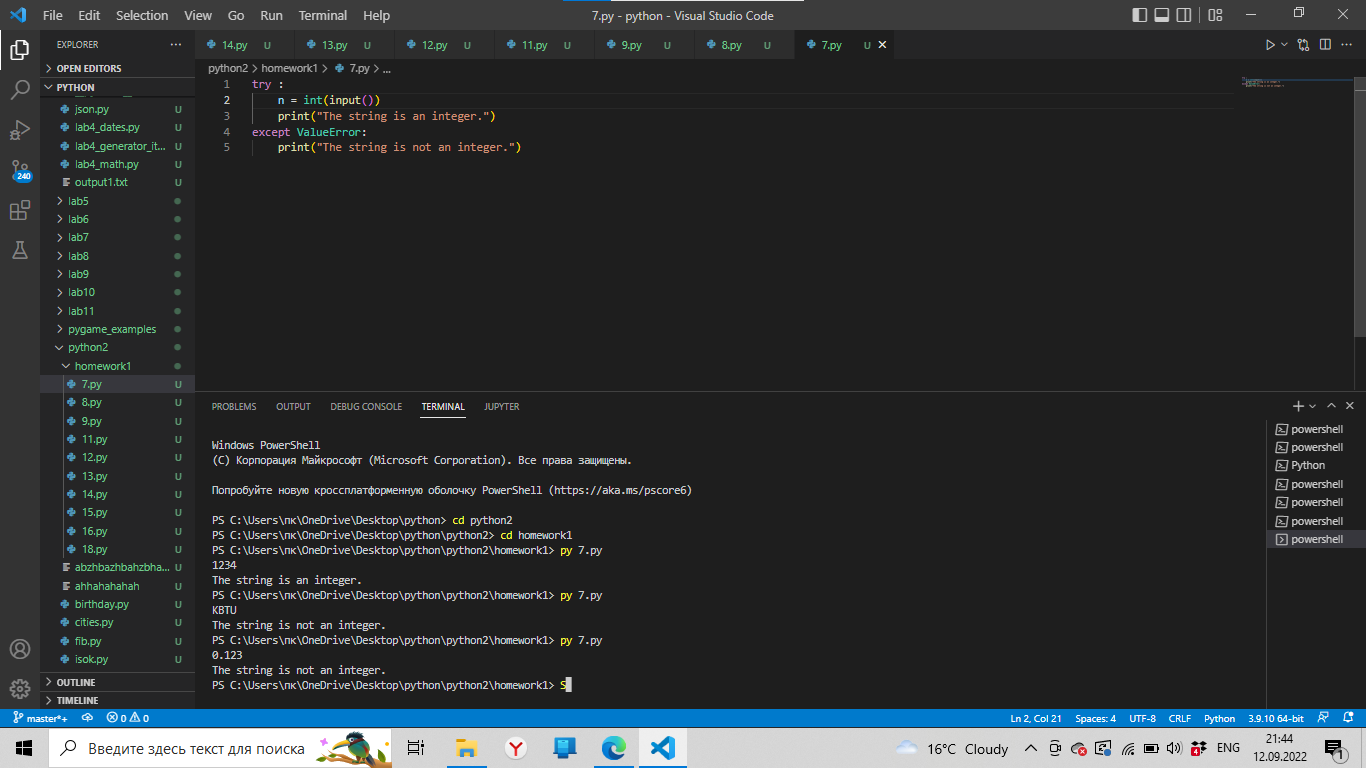 File Edit Selection View Go Run Terminal Help 7.py - python - Visual Studio Code
EXPLORER ...
14.py U 13.py U 12.py U 11.py U 9.py U 8.py U 7.py U
OPEN EDITORS
PYTHON
json.py U
lab4_dates.py U
lab4_generator_it... U
lab4_math.py U
output1.txt U
lab5
lab6
lab7
lab8
lab9
lab10
lab11
pygame_examples
python2
homework1
7.py U
8.py U
9.py U
11.py U
12.py U
13.py U
14.py U
15.py U
16.py U
18.py U
abzhbazhbahzbha... U
ahhahahahah U
birthday.py U
cities.py U
fib.py U
isok.py U
OUTLINE
TIMELINE
240
python2 > homework1 > 7.py > ...
1 try :
2 n = int(input())
3 print("The string is an integer.")
4 except ValueError:
5 print("The string is not an integer.")
PROBLEMS OUTPUT DEBUG CONSOLE TERMINAL JUPYTER
Windows PowerShell
(C) Корпорация Майкрософт (Microsoft Corporation). Все права защищены.
Попробуйте новую кроссплатформенную оболочку PowerShell (https://aka.ms/pscore6)
PS C:\Users\пк\OneDrive\Desktop\python> cd python2
PS C:\Users\пк\OneDrive\Desktop\python\python2> cd homework1
PS C:\Users\пк\OneDrive\Desktop\python\python2\homework1> py 7.py
1234
The string is an integer.
PS C:\Users\пк\OneDrive\Desktop\python\python2\homework1> py 7.py
KBTU
The string is not an integer.
PS C:\Users\пк\OneDrive\Desktop\python\python2\homework1> py 7.py
0.123
The string is not an integer.
PS C:\Users\пк\OneDrive\Desktop\python\python2\homework1> S
powershell
powershell
Python
powershell
powershell
powershell
powershell
master*+ 0 0 Ln 2, Col 21 Spaces: 4 UTF-8 CRLF Python 3.9.10 64-bit
Введите здесь текст для поиска 16°C Cloudy ENG 21:44
12.09.2022
1